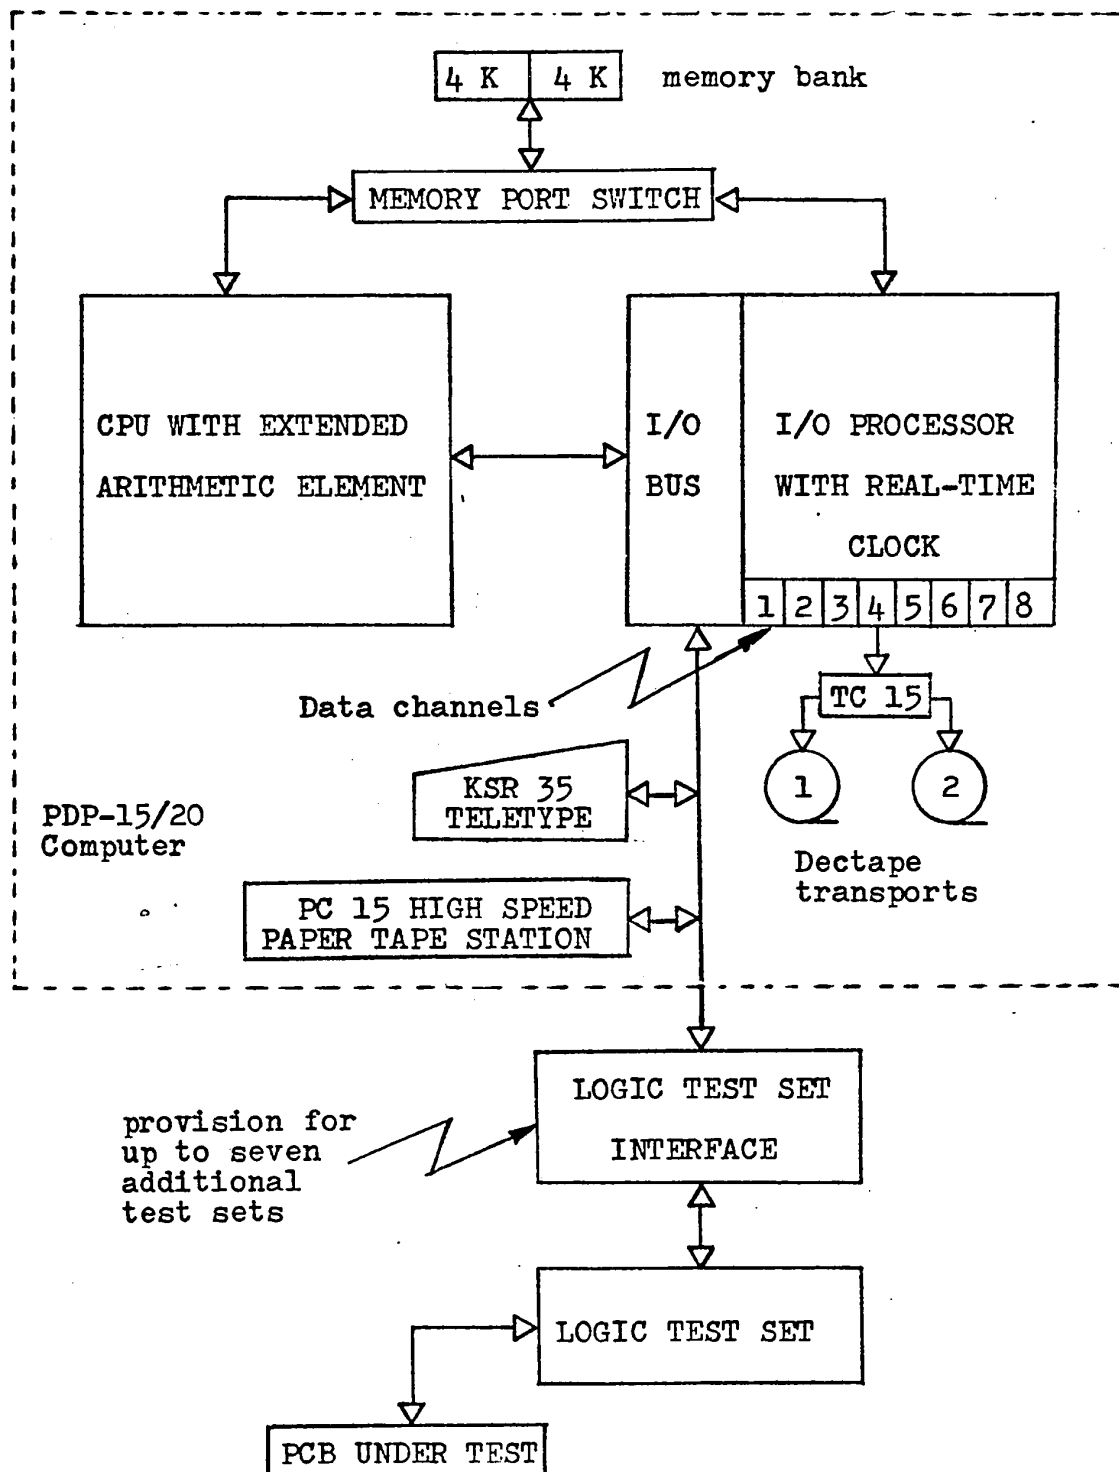 4 K 4 K memory bank
MEMORY PORT SWITCH
CPU WITH EXTENDED
ARITHMETIC ELEMENT
I/O
BUS
I/O PROCESSOR
WITH REAL-TIME
CLOCK
1 2 3 4 5 6 7 8
Data channels
TC 15
1 2
Dectape
transports
KSR 35
TELETYPE
PDP-15/20
Computer
PC 15 HIGH SPEED
PAPER TAPE STATION
LOGIC TEST SET
INTERFACE
provision for
up to seven
additional
test sets
LOGIC TEST SET
PCB UNDER TEST